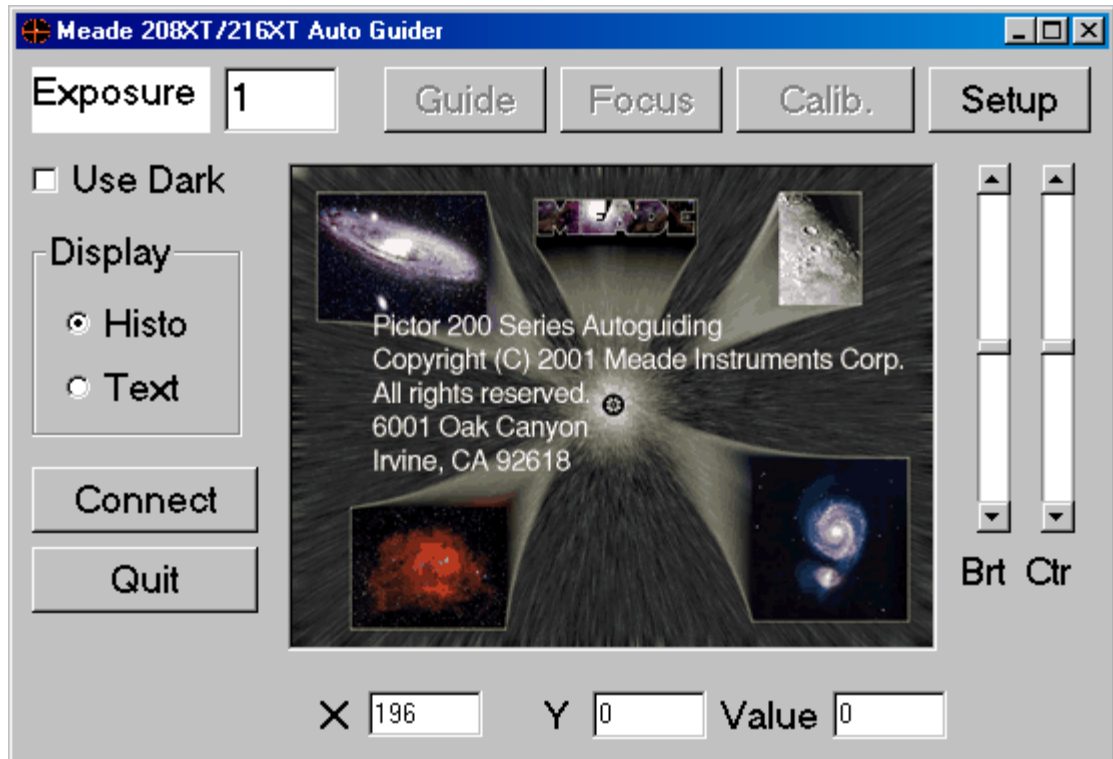 Meade 208XT/216XT Auto Guider
Exposure 1 Guide Focus Calib. Setup
Use Dark
Display
Histo
Text
Connect
Quit
MEADE
Pictor 200 Series Autoguiding
Copyright (C) 2001 Meade Instruments Corp.
All rights reserved.
6001 Oak Canyon
Irvine, CA 92618
Brt Ctr
X 196 Y 0 Value 0